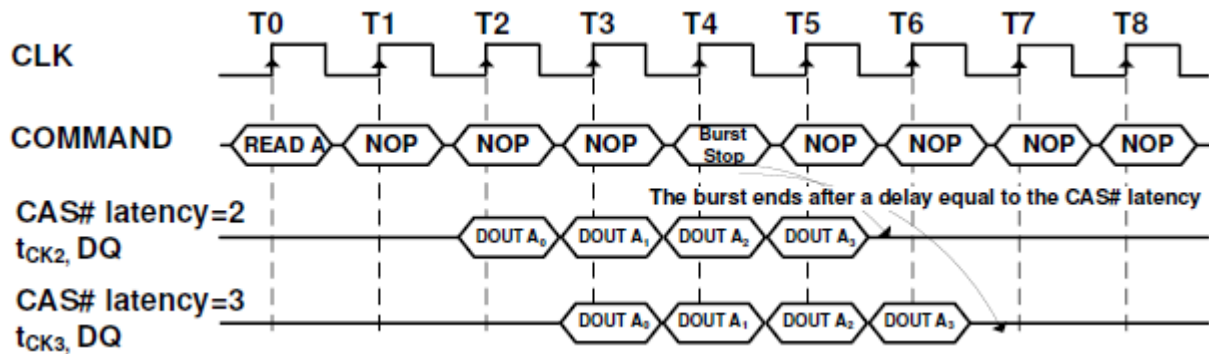 T0 T1 T2 T3 T4 T5 T6 T7 T8
CLK
COMMAND READ A NOP NOP NOP Burst Stop NOP NOP NOP NOP
The burst ends after a delay equal to the CAS# latency
CAS# latency=2
tCK2, DQ DOUT A0 DOUT A1 DOUT A2 DOUT A3
CAS# latency=3
tCK3, DQ DOUT A0 DOUT A1 DOUT A2 DOUT A3